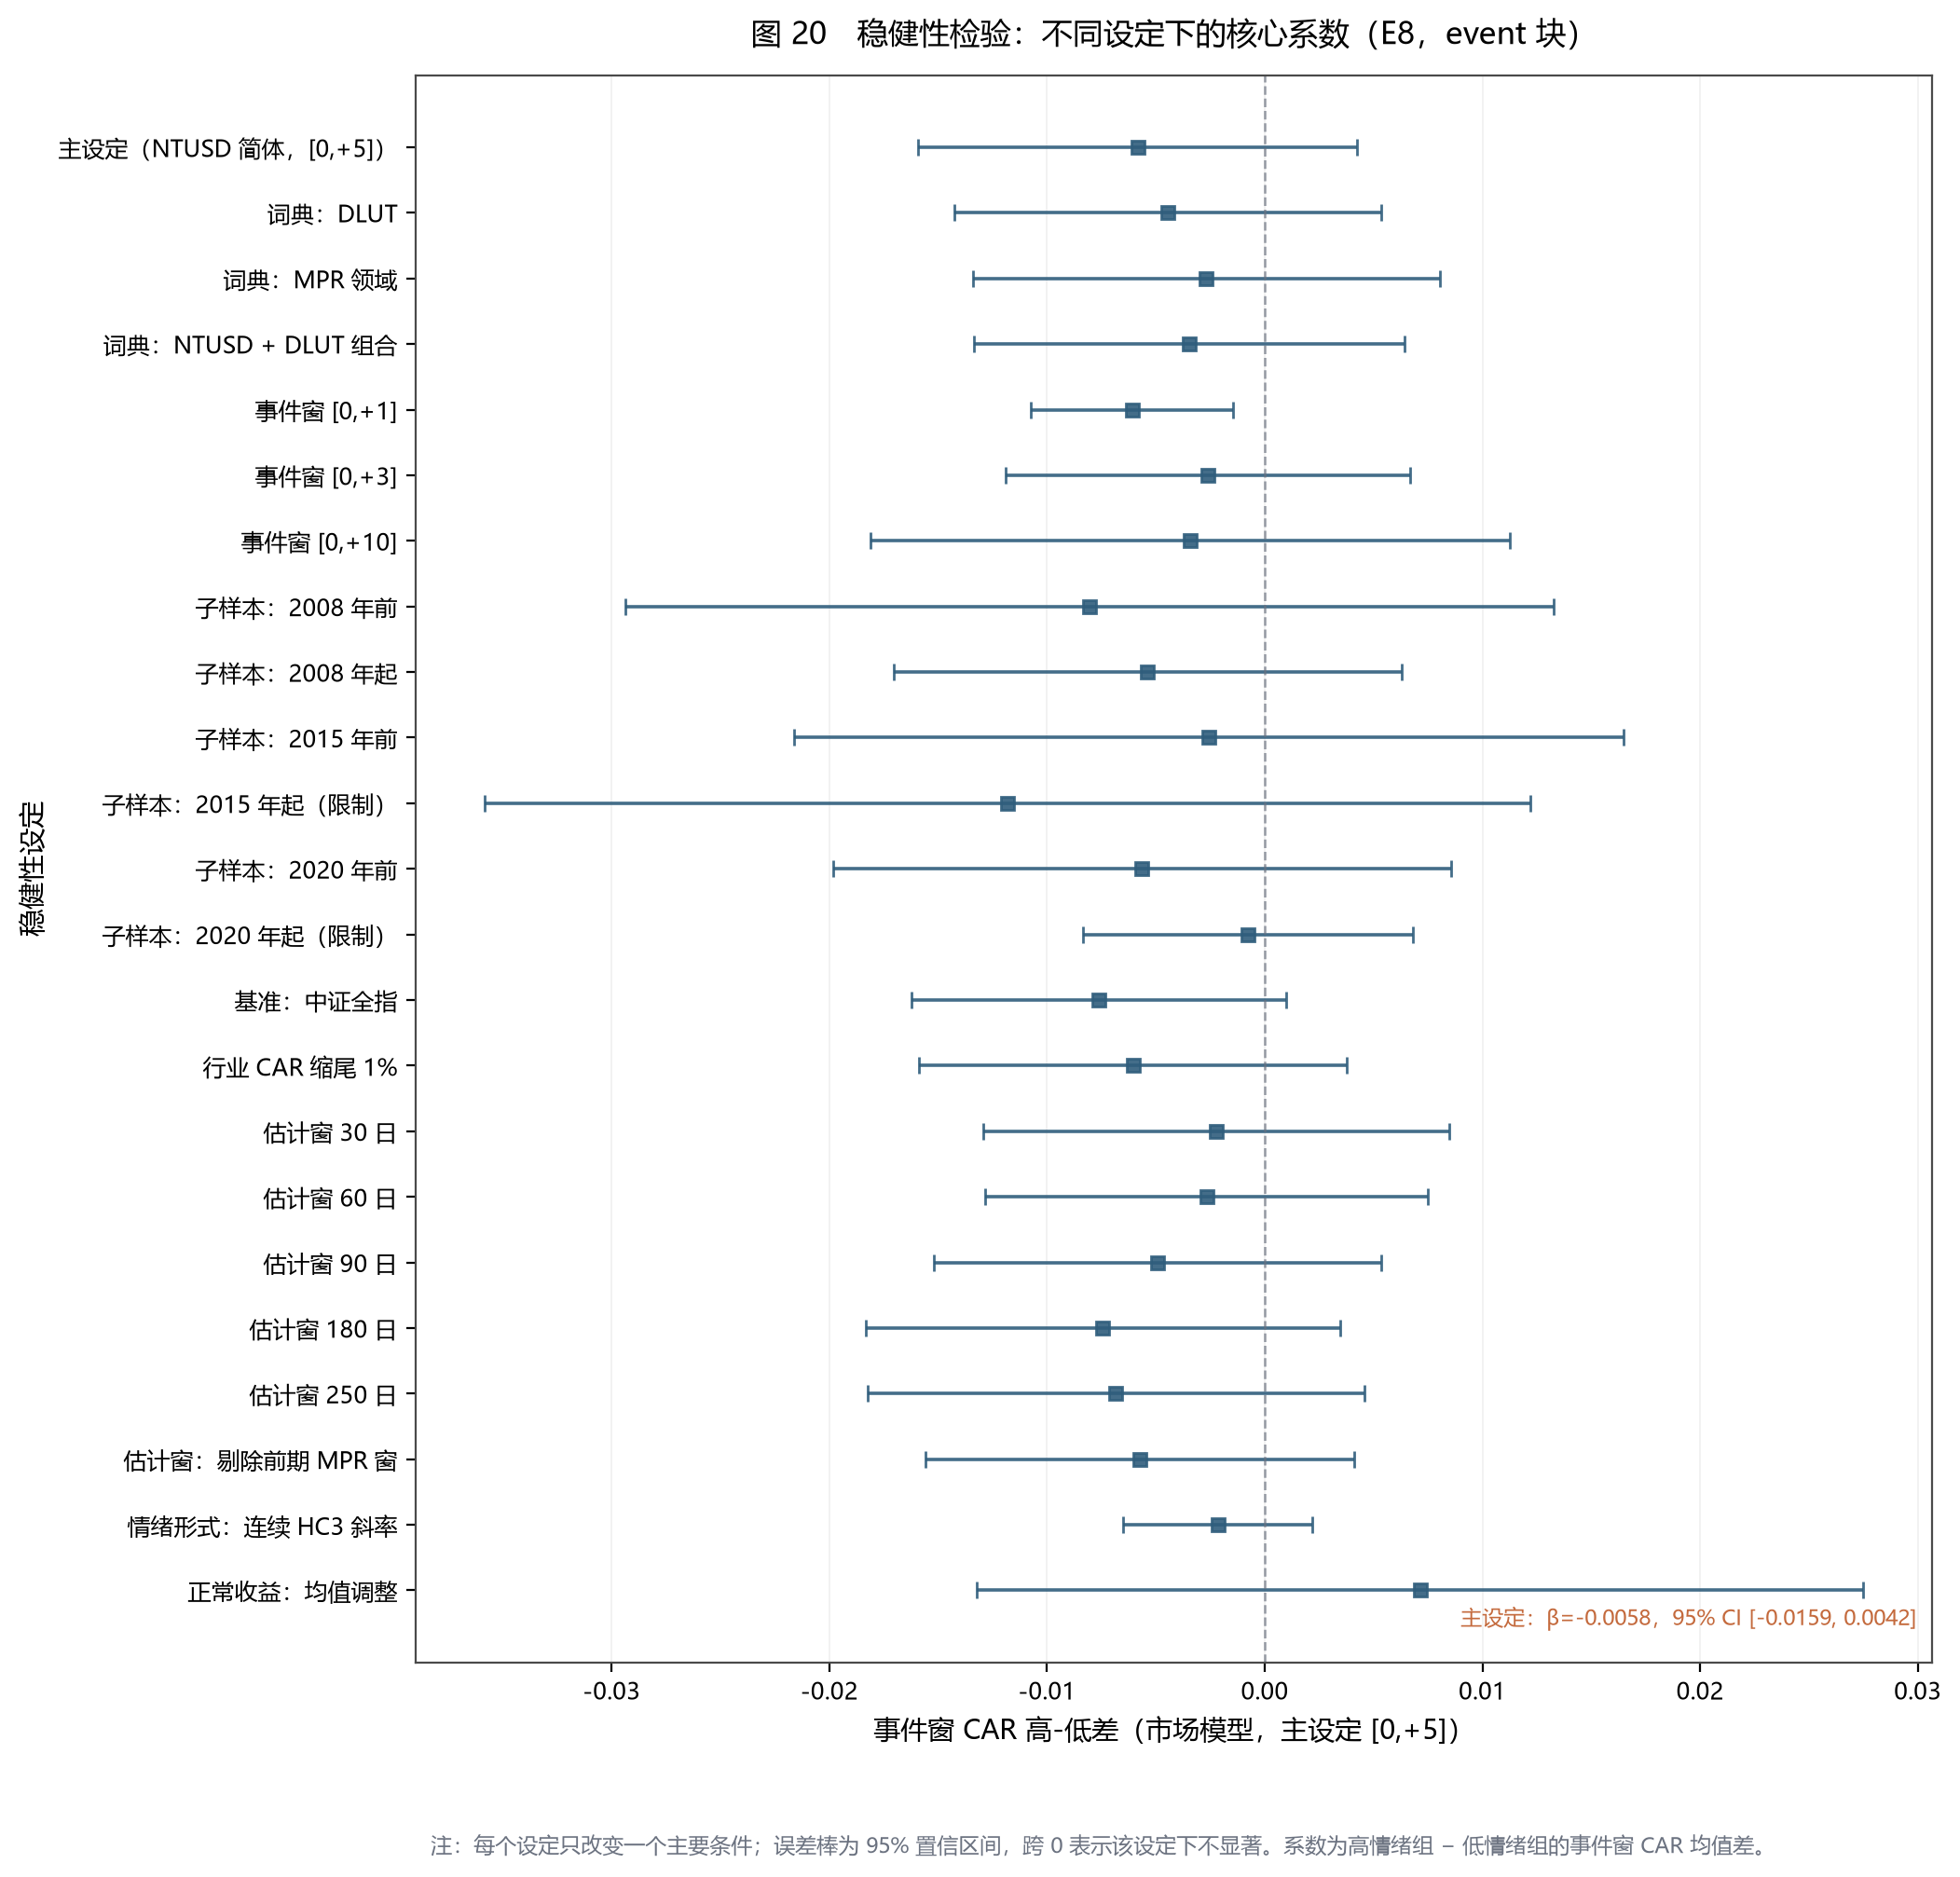 图 20　稳健性检验：不同设定下的核心系数（E8，event 块）
稳健性设定
主设定（NTUSD 简体，[0,+5]）
词典：DLUT
词典：MPR 领域
词典：NTUSD + DLUT 组合
事件窗 [0,+1]
事件窗 [0,+3]
事件窗 [0,+10]
子样本：2008 年前
子样本：2008 年起
子样本：2015 年前
子样本：2015 年起（限制）
子样本：2020 年前
子样本：2020 年起（限制）
基准：中证全指
行业 CAR 缩尾 1%
估计窗 30 日
估计窗 60 日
估计窗 90 日
估计窗 180 日
估计窗 250 日
估计窗：剔除前期 MPR 窗
情绪形式：连续 HC3 斜率
正常收益：均值调整
主设定：β=-0.0058，95% CI [-0.0159, 0.0042]
-0.03 -0.02 -0.01 0.00 0.01 0.02 0.03
事件窗 CAR 高-低差（市场模型，主设定 [0,+5]）
注：每个设定只改变一个主要条件；误差棒为 95% 置信区间，跨 0 表示该设定下不显著。系数为高情绪组 − 低情绪组的事件窗 CAR 均值差。